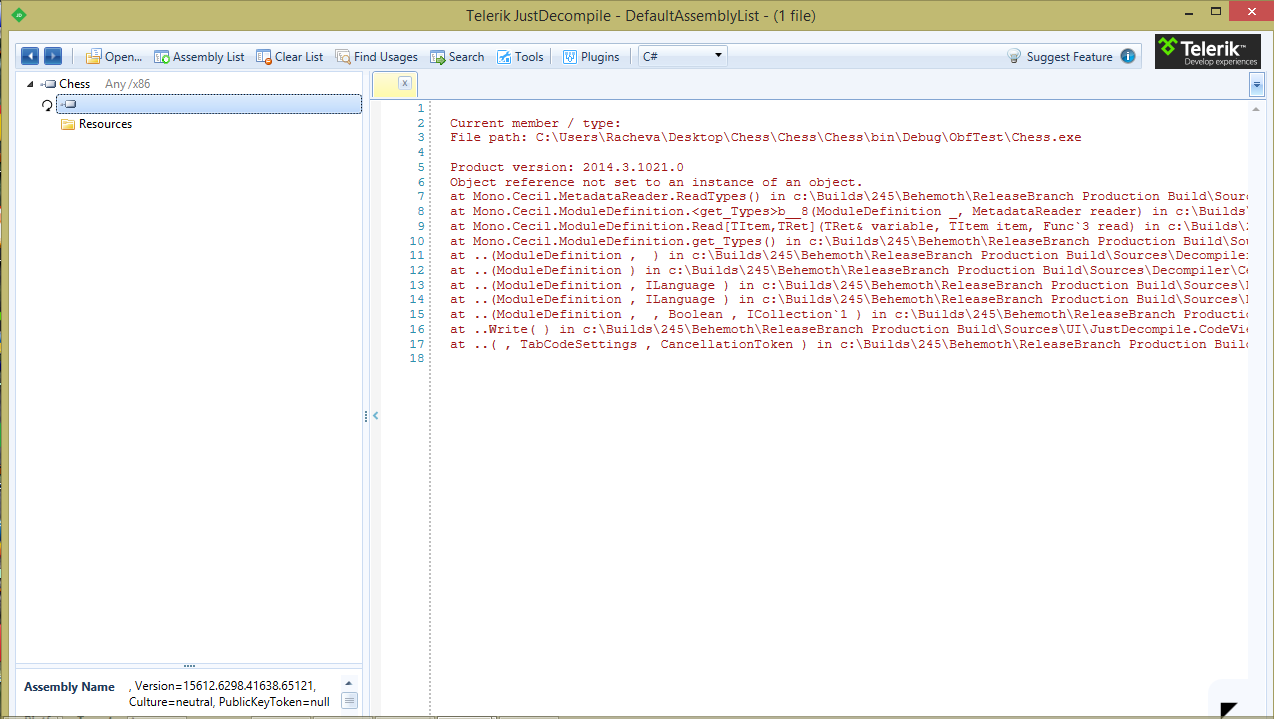 Telerik JustDecompile - DefaultAssemblyList - (1 file)
Open... Assembly List Clear List Find Usages Search Tools Plugins C# Suggest Feature
Telerik™
Develop experiences
Chess Any/x86
Resources
x
1
2 Current member / type:
3 File path: C:\Users\Racheva\Desktop\Chess\Chess\Chess\bin\Debug\ObfTest\Chess.exe
4
5 Product version: 2014.3.1021.0
6 Object reference not set to an instance of an object.
7 at Mono.Cecil.MetadataReader.ReadTypes() in c:\Builds\245\Behemoth\ReleaseBranch Production Build\Sour
8 at Mono.Cecil.ModuleDefinition.<get_Types>b__8(ModuleDefinition _, MetadataReader reader) in c:\Builds\
9 at Mono.Cecil.ModuleDefinition.Read[TItem,TRet](TRet& variable, TItem item, Func`3 read) in c:\Builds\2
10 at Mono.Cecil.ModuleDefinition.get_Types() in c:\Builds\245\Behemoth\ReleaseBranch Production Build\Sou
11 at ..(ModuleDefinition ,  ) in c:\Builds\245\Behemoth\ReleaseBranch Production Build\Sources\Decompiler
12 at ..(ModuleDefinition ) in c:\Builds\245\Behemoth\ReleaseBranch Production Build\Sources\Decompiler\Ce
13 at ..(ModuleDefinition , ILanguage ) in c:\Builds\245\Behemoth\ReleaseBranch Production Build\Sources\
14 at ..(ModuleDefinition , ILanguage ) in c:\Builds\245\Behemoth\ReleaseBranch Production Build\Sources\
15 at ..(ModuleDefinition ,  , Boolean , ICollection`1 ) in c:\Builds\245\Behemoth\ReleaseBranch Production
16 at ..Write( ) in c:\Builds\245\Behemoth\ReleaseBranch Production Build\Sources\UI\JustDecompile.CodeVie
17 at ..( , TabCodeSettings , CancellationToken ) in c:\Builds\245\Behemoth\ReleaseBranch Production Build
18
Assembly Name , Version=15612.6298.41638.65121,
Culture=neutral, PublicKeyToken=null